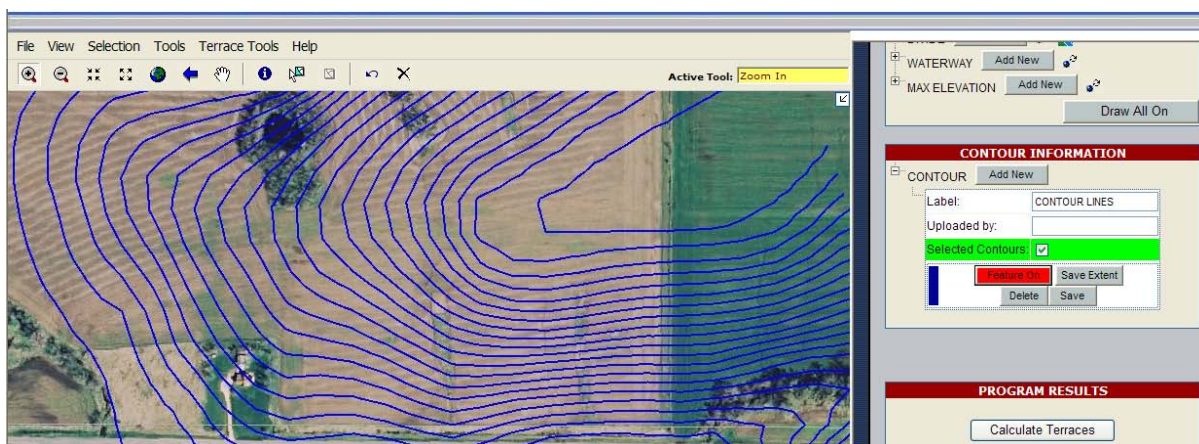 File View Selection Tools Terrace Tools Help
Active Tool: Zoom In
WATERWAY Add New
MAX ELEVATION Add New
Draw All On
CONTOUR INFORMATION
CONTOUR Add New
Label: CONTOUR LINES
Uploaded by:
Selected Contours:
Feature On Save Extent
Delete Save
PROGRAM RESULTS
Calculate Terraces